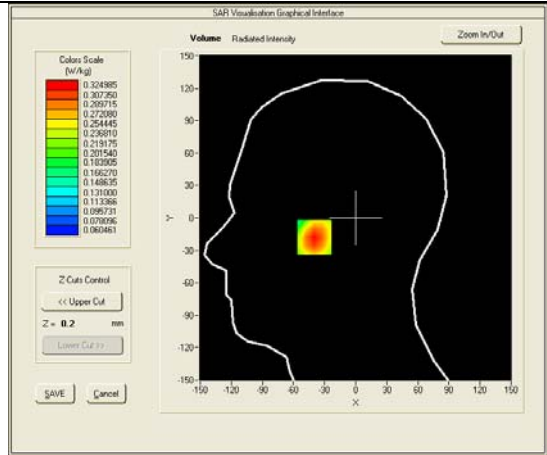 SAR Visualisation Graphical Interface
Volume Radiated Intensity
Zoom In/Out
Colors Scale
(W/kg)
0.324985
0.307350
0.289715
0.272080
0.254445
0.236810
0.219175
0.201540
0.183905
0.166270
0.148635
0.131000
0.113366
0.095731
0.078096
0.060461
Z Cuts Control
<< Upper Cut
Z = 0.2 mm
Lower Cut >>
SAVE Cancel
150
120
90
60
30
0
-30
-60
-90
-120
-150
Y
-150 -120 -90 -60 -30 0 30 60 90 120 150
X